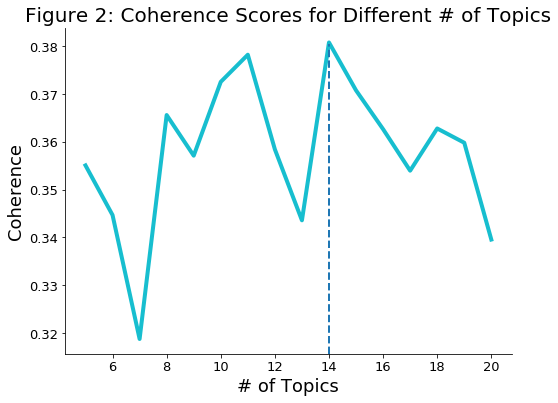 Figure 2: Coherence Scores for Different # of Topics
0.38
0.37
0.36
0.35
0.34
0.33
0.32
Coherence
6 8 10 12 14 16 18 20
# of Topics